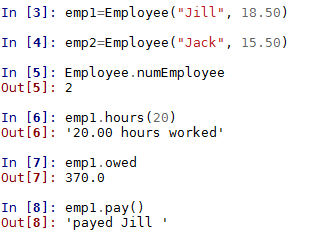 In [3]: emp1=Employee("Jill", 18.50)
In [4]: emp2=Employee("Jack", 15.50)
In [5]: Employee.numEmployee
Out[5]: 2
In [6]: emp1.hours(20)
Out[6]: '20.00 hours worked'
In [7]: emp1.owed
Out[7]: 370.0
In [8]: emp1.pay()
Out[8]: 'payed Jill '